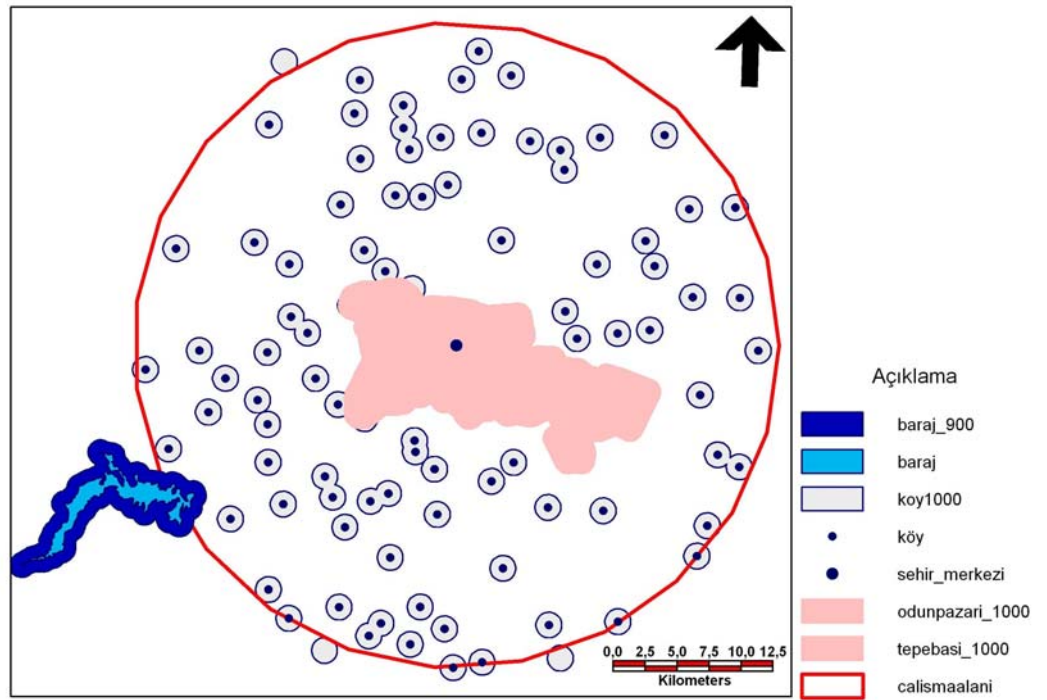 Açıklama
baraj_900
baraj
koy1000
köy
sehir_merkezi
odunpazari_1000
tepebasi_1000
calismaalani
0,0 2,5 5,0 7,5 10,0 12,5
Kilometers